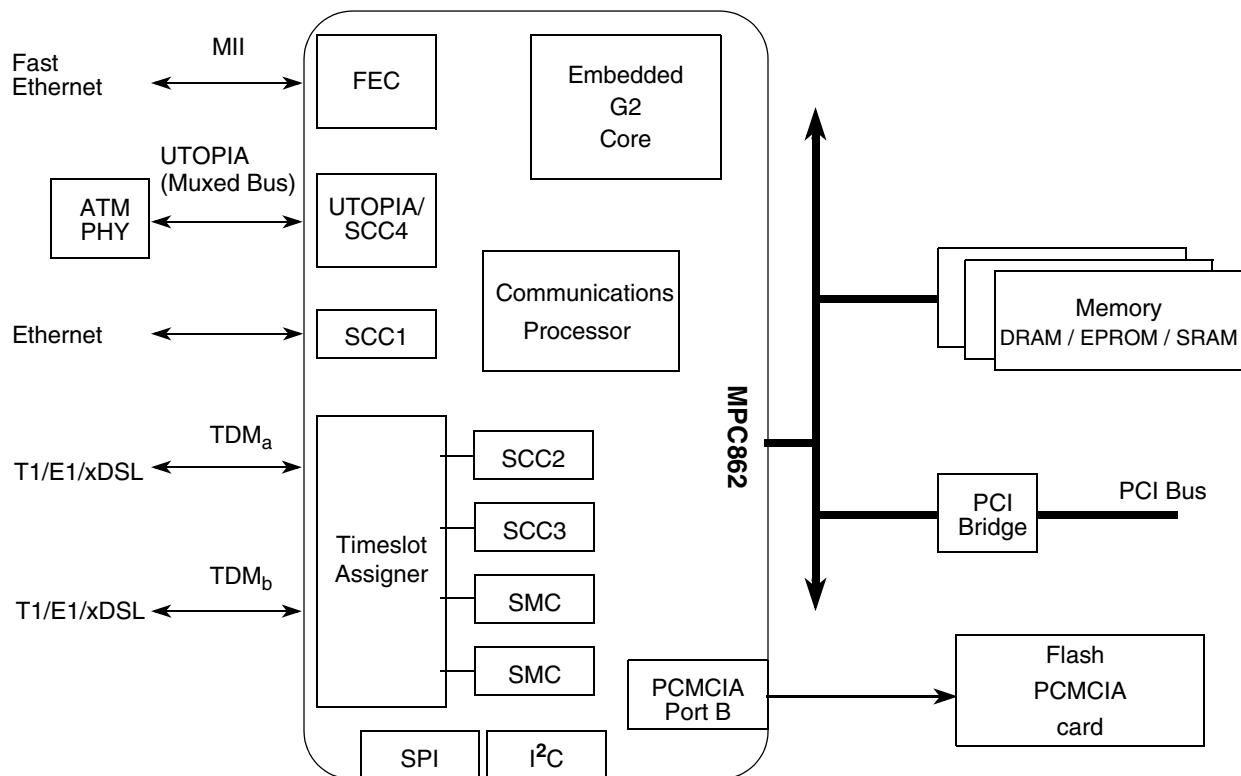 MII
Fast
Ethernet
FEC
Embedded
G2
Core
UTOPIA
(Muxed Bus)
ATM
PHY
UTOPIA/
SCC4
Communications
Processor
Ethernet
SCC1
Memory
DRAM / EPROM / SRAM
MPC862
TDMa
T1/E1/xDSL
SCC2
SCC3
Timeslot
Assigner
TDMb
T1/E1/xDSL
SMC
SMC
PCI
Bridge
PCI Bus
PCMCIA
Port B
Flash
PCMCIA
card
SPI
I²C